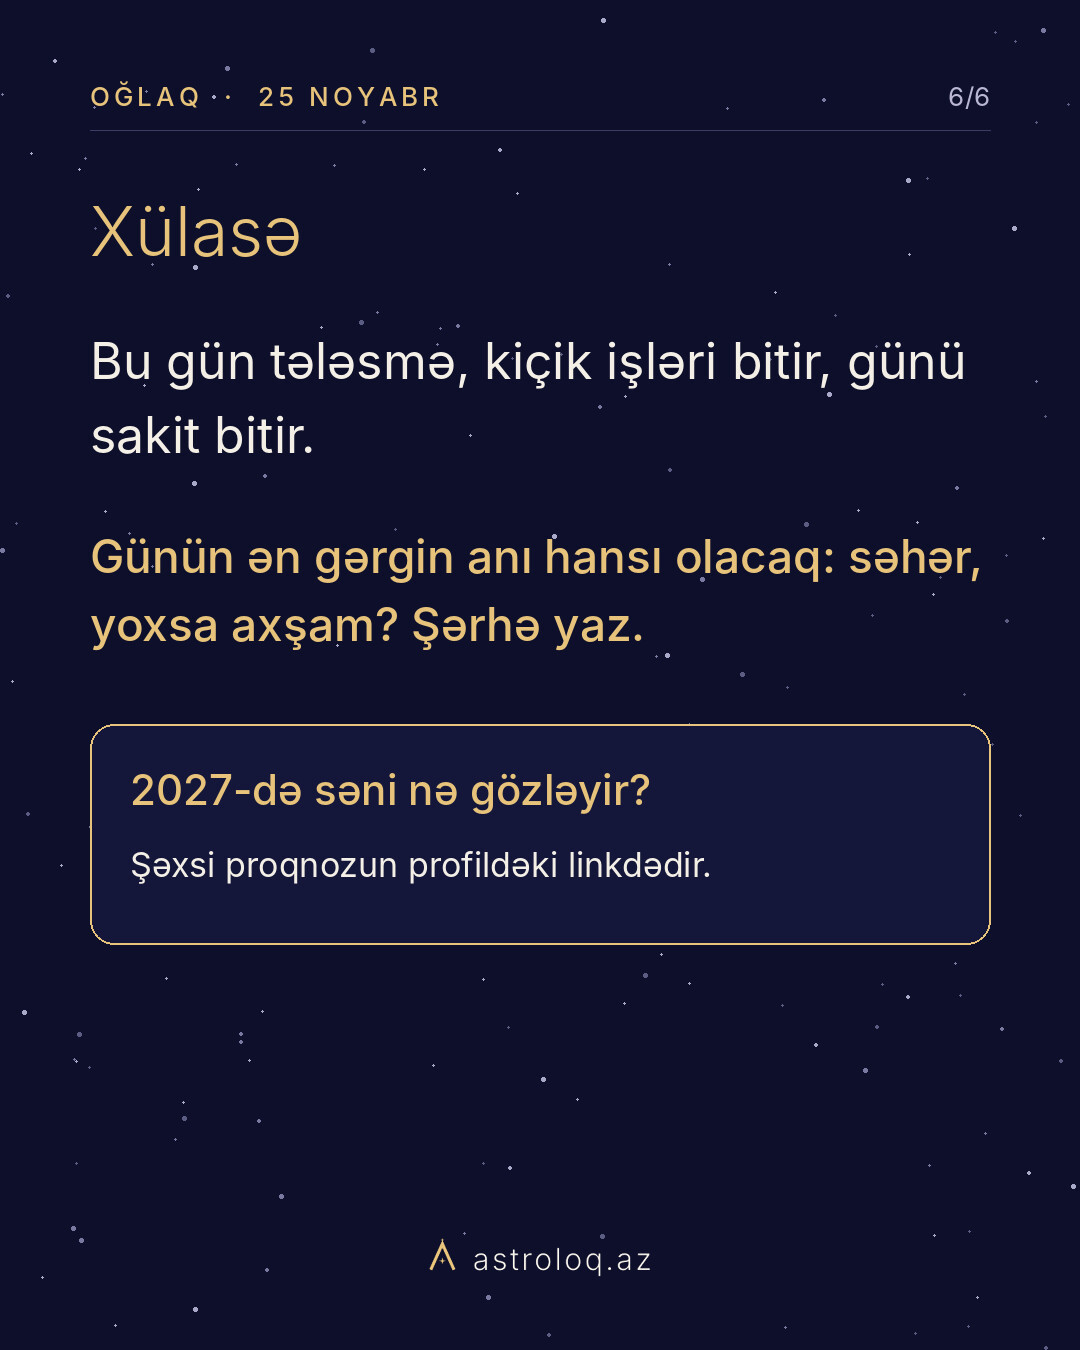 OĞLAQ · 25 NOYABR
6/6
Xülasə
Bu gün tələsmə, kiçik işləri bitir, günü
sakit bitir.
Günün ən gərgin anı hansı olacaq: səhər,
yoxsa axşam? Şərhə yaz.
2027-də səni nə gözləyir?
Şəxsi proqnozun profildəki linkdədir.
astroloq.az